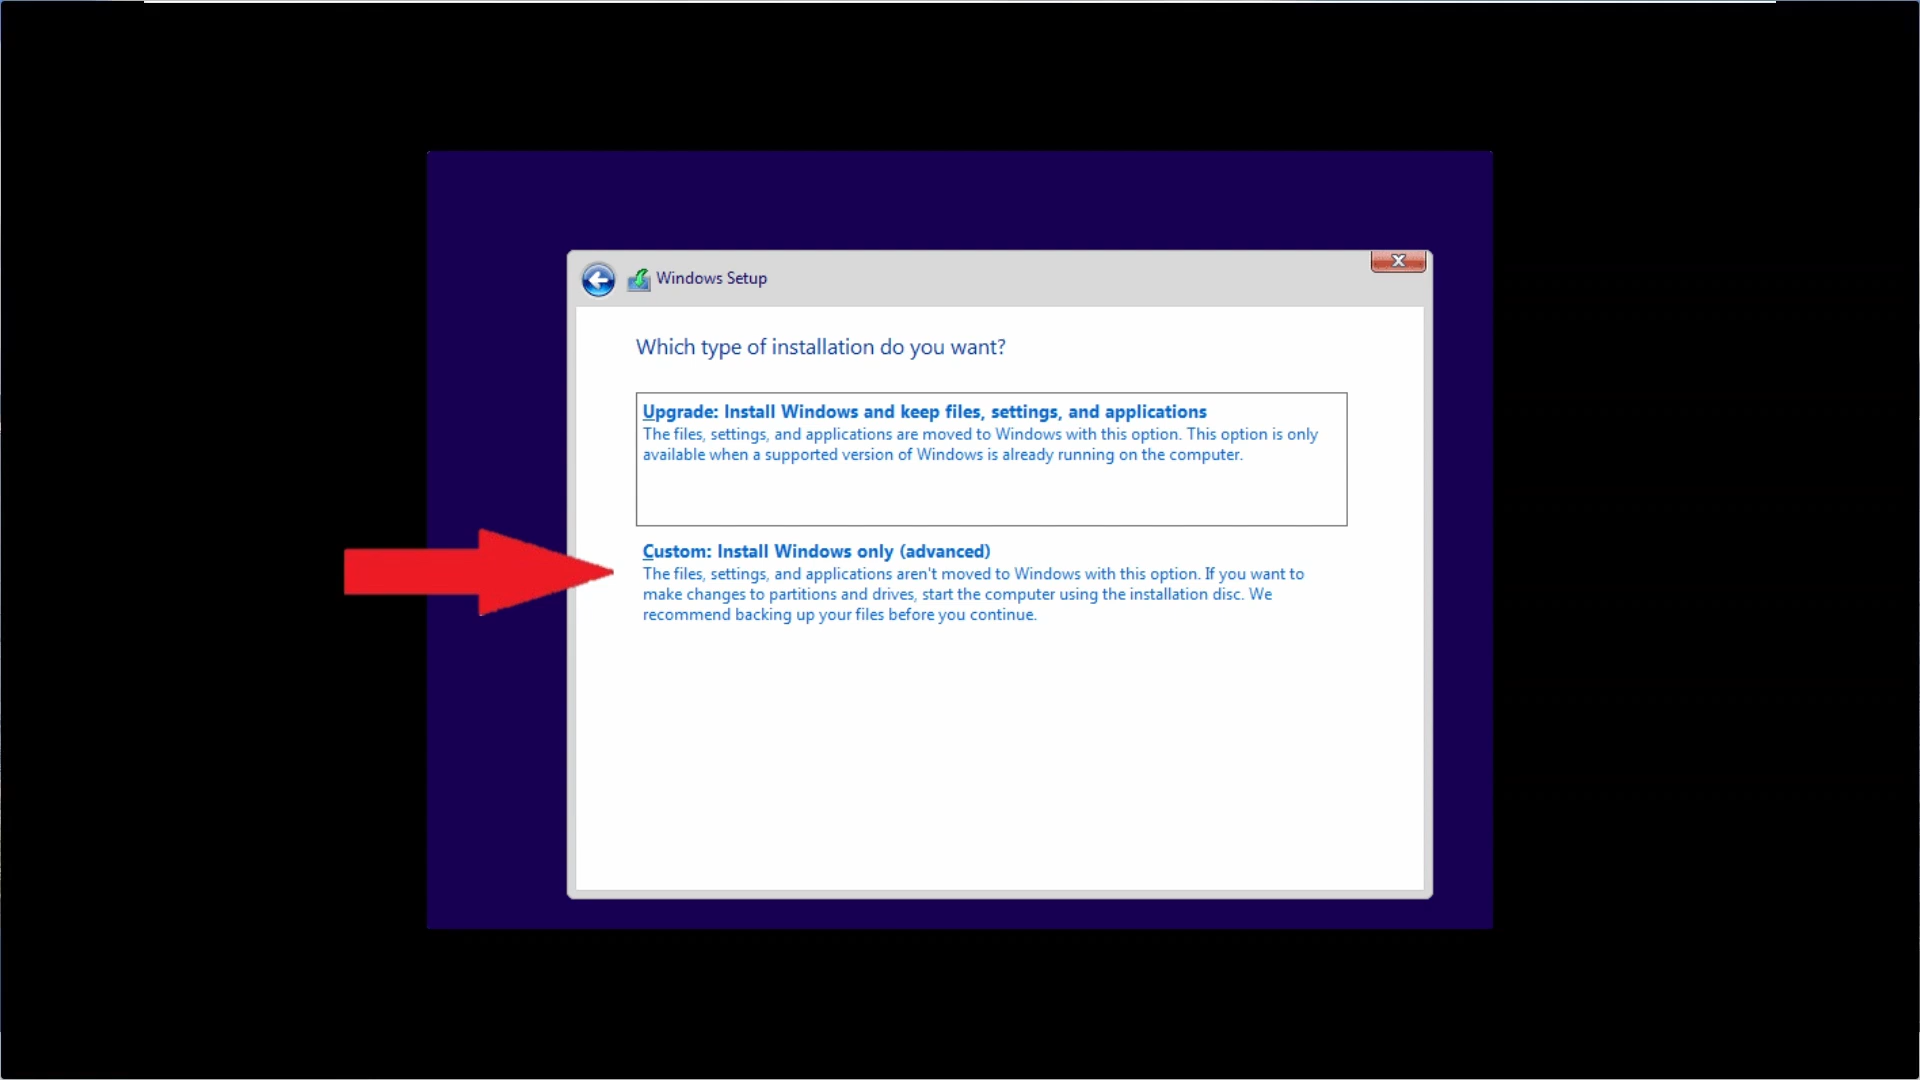 Windows Setup
X
Which type of installation do you want?
Upgrade: Install Windows and keep files, settings, and applications
The files, settings, and applications are moved to Windows with this option. This option is only
available when a supported version of Windows is already running on the computer.
Custom: Install Windows only (advanced)
The files, settings, and applications aren't moved to Windows with this option. If you want to
make changes to partitions and drives, start the computer using the installation disc. We
recommend backing up your files before you continue.